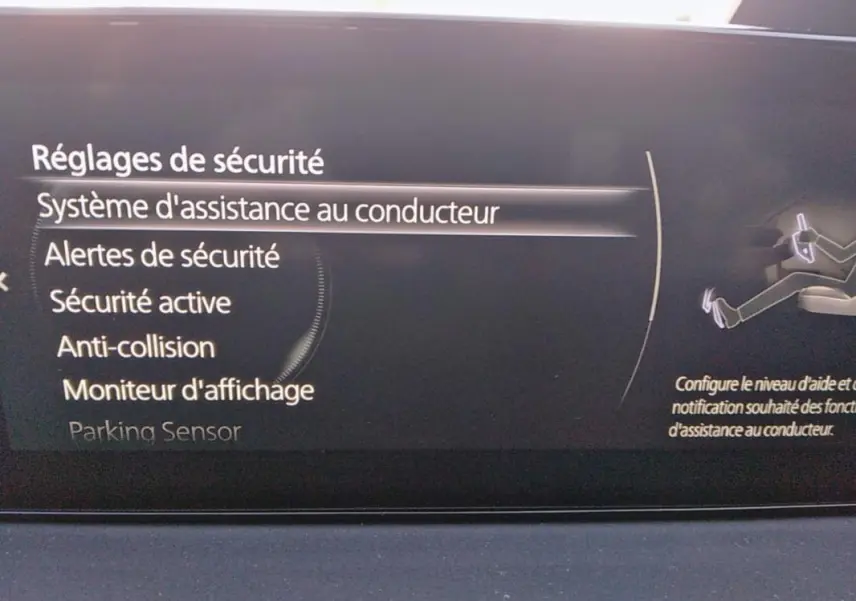 Réglages de sécurité
Système d'assistance au conducteur
Alertes de sécurité
Sécurité active
Anti-collision
Moniteur d'affichage
Parking Sensor
Configure le niveau d'aide et
notification souhaité des
d'assistance au conducteur.